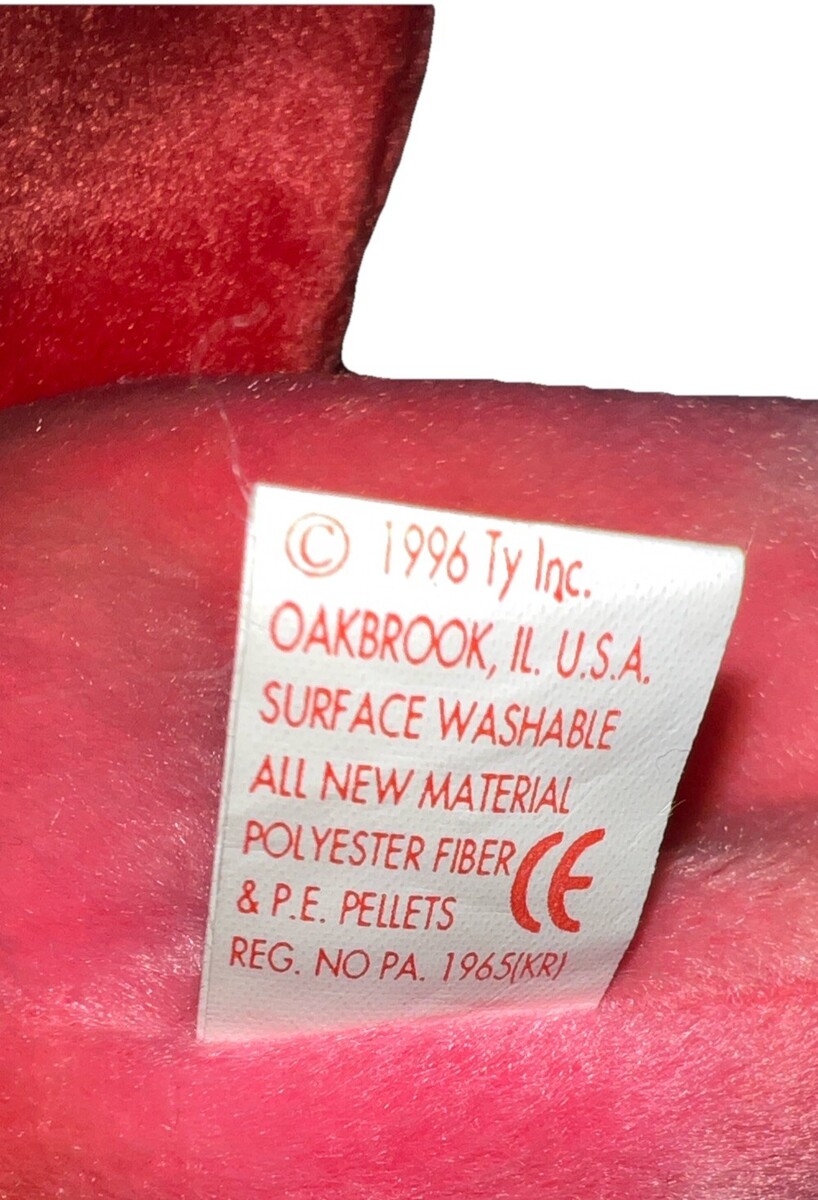 © 1996 Ty Inc.
OAKBROOK, IL. U.S.A.
SURFACE WASHABLE
ALL NEW MATERIAL
POLYESTER FIBER
& P.E. PELLETS CE
REG. NO PA. 1965(KR)